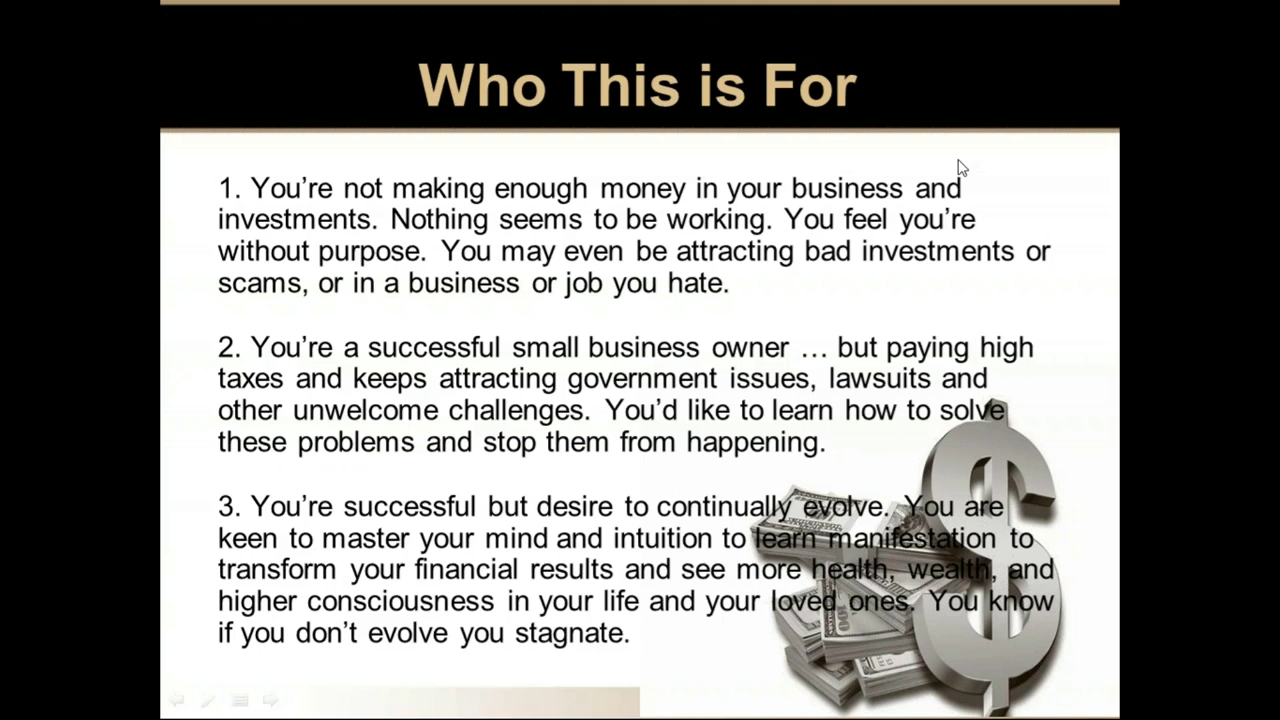 Who This is For
1. You’re not making enough money in your business and
investments. Nothing seems to be working. You feel you’re
without purpose. You may even be attracting bad investments or
scams, or in a business or job you hate.
2. You’re a successful small business owner … but paying high
taxes and keeps attracting government issues, lawsuits and
other unwelcome challenges. You’d like to learn how to solve
these problems and stop them from happening.
3. You’re successful but desire to continually evolve. You are
keen to master your mind and intuition to learn manifestation to
transform your financial results and see more health, wealth, and
higher consciousness in your life and your loved ones. You know
if you don’t evolve you stagnate.